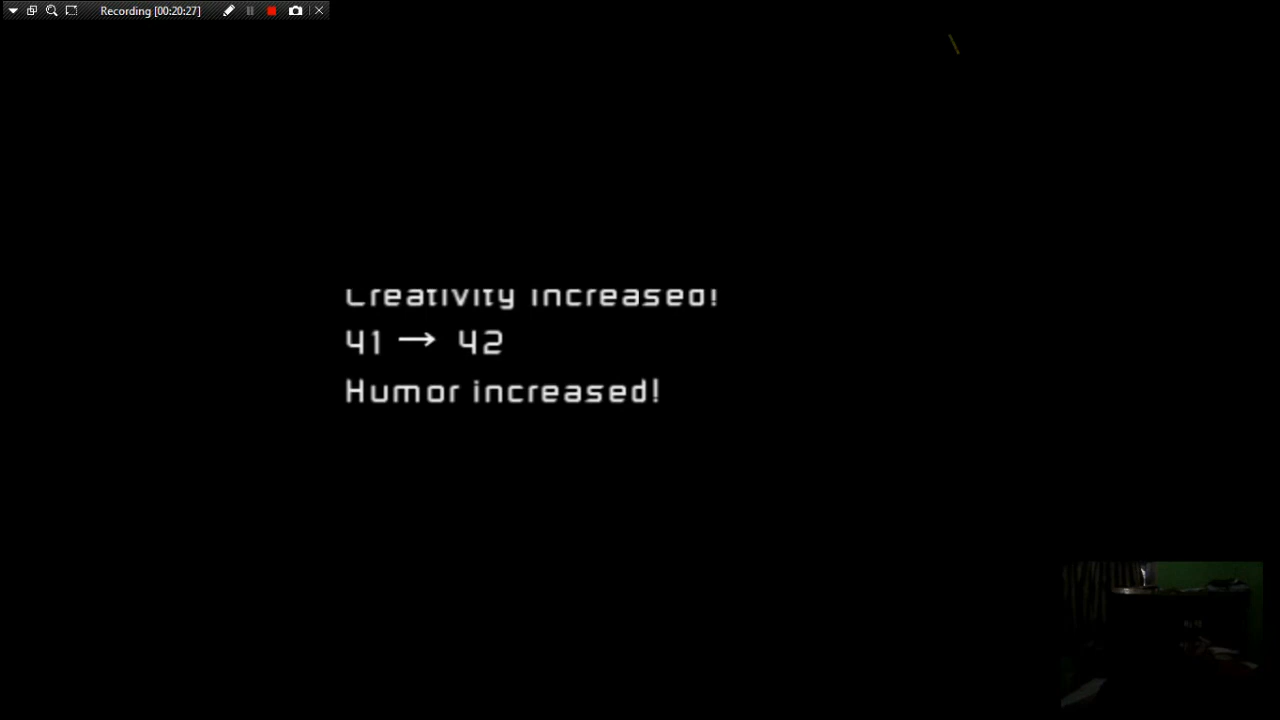 Recording [00:20:27]
Creativity increased!
41 → 42
Humor increased!